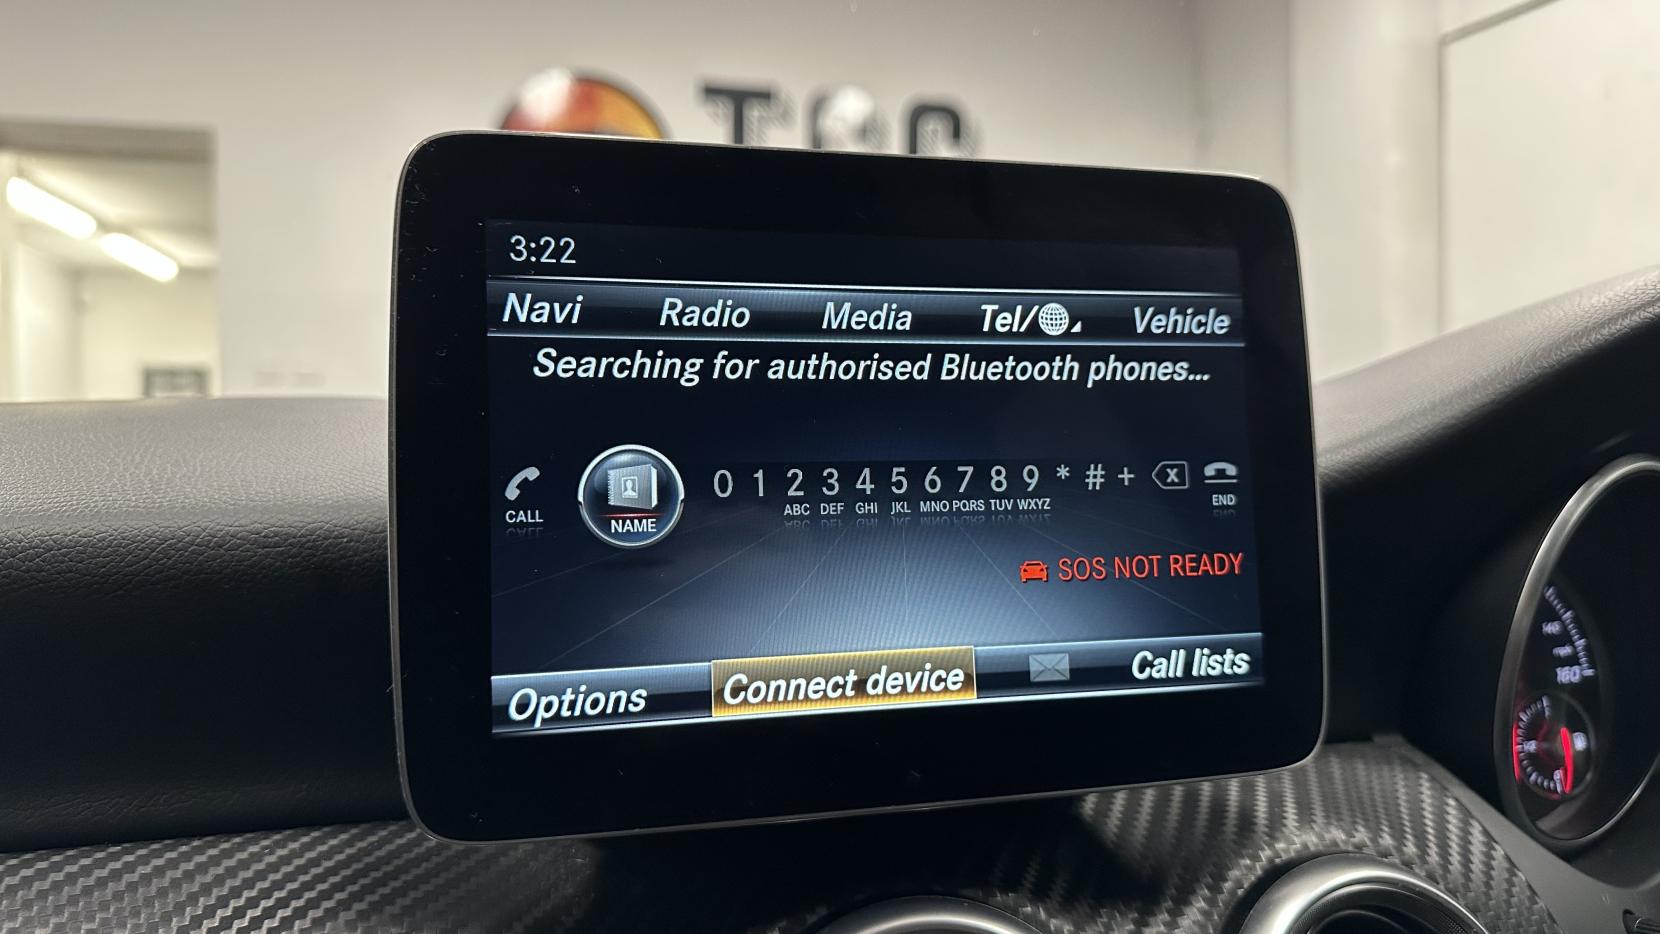 3:22
Navi Radio Media Tel/ Vehicle
Searching for authorised Bluetooth phones...
0 1 2 3 4 5 6 7 8 9 * # +
CALL NAME ABC DEF GHI JKL MNO PQRS TUV WXYZ END
SOS NOT READY
Options Connect device Call lists
160